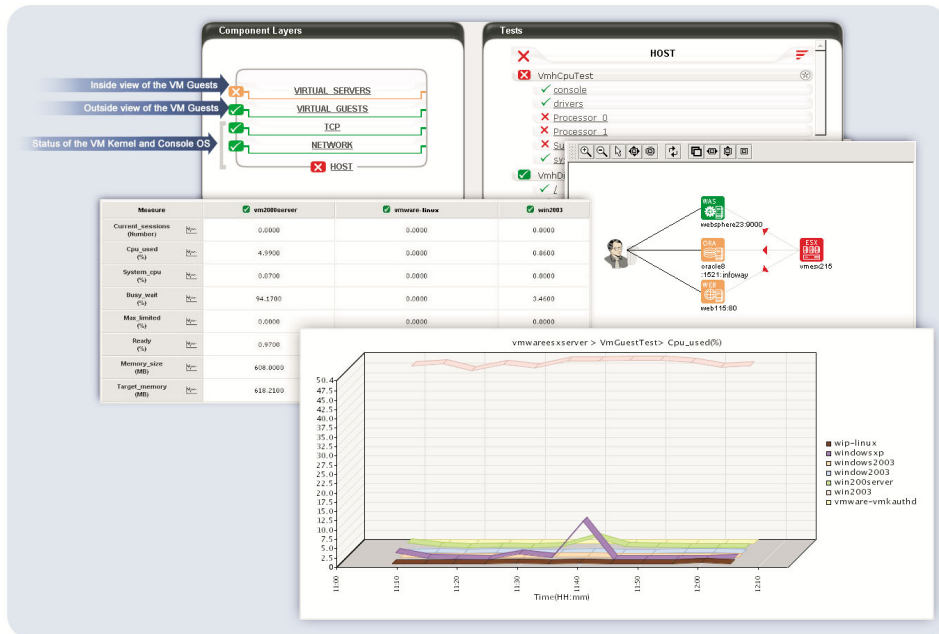 Component Layers
Inside view of the VM Guests
Outside view of the VM Guests
Status of the VM Kernel and Console OS
VIRTUAL_SERVERS
VIRTUAL_GUESTS
TCP
NETWORK
HOST
Tests
HOST
VmhCpuTest
console
drivers
Processor_0
Processor_1
WAS
websphere23:9000
ORA
oracle8
:1521:infoway
WEB
web115:80
ESX
vmesx215
Measure vm2000server vmware-linux win2003
Current_sessions (Number) 0.0000 0.0000 0.0000
Cpu_used (%) 4.9900 0.0000 0.8600
System_cpu (%) 0.0700 0.0000 0.0000
Busy_wait (%) 94.1700 0.0000 3.4600
Max_limited (%) 0.0000 0.0000 0.0000
Ready (%) 0.9700
Memory_size (MB) 608.0000
Target_memory (MB) 618.2100
vmwareesxserver > VmGuestTest> Cpu_used(%)
50.4
47.5
45.0
42.5
40.0
37.5
35.0
32.5
30.0
27.5
25.0
22.5
20.0
17.5
15.0
12.5
10.0
7.5
5.0
2.5
0
11:00
11:10
11:20
11:30
11:40
11:50
12:00
12:10
Time(HH:mm)
wip-linux
windowsxp
windows2003
window2003
win200server
win2003
vmware-vmkauthd